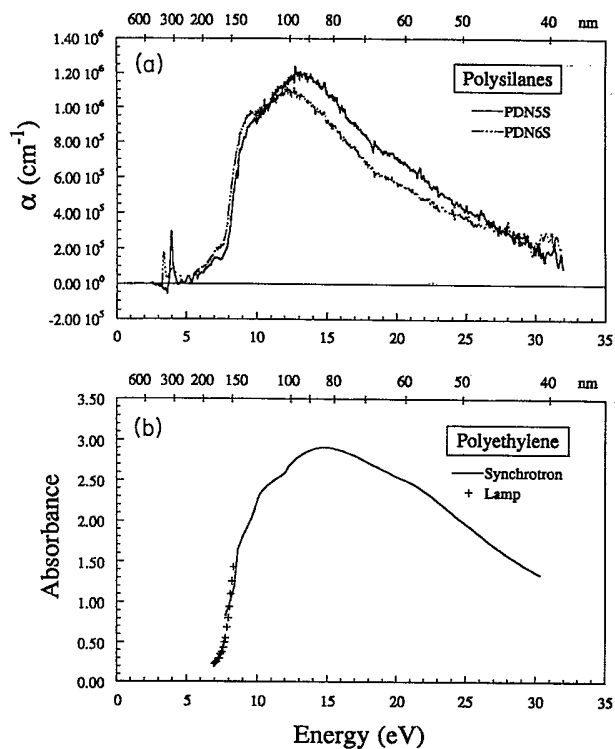 600 300 200 150 100 80 60 50 40 nm
1.40 10⁶
1.20 10⁶
1.00 10⁶
8.00 10⁵
6.00 10⁵
4.00 10⁵
2.00 10⁵
0.00 10⁰
-2.00 10⁵
α (cm⁻¹)
(a)
Polysilanes
PDN5S
PDN6S
0 5 10 15 20 25 30 35
600 300 200 150 100 80 60 50 40 nm
3.50
3.00
2.50
2.00
1.50
1.00
0.50
0.00
Absorbance
(b)
Polyethylene
Synchrotron
Lamp
0 5 10 15 20 25 30 35
Energy (eV)